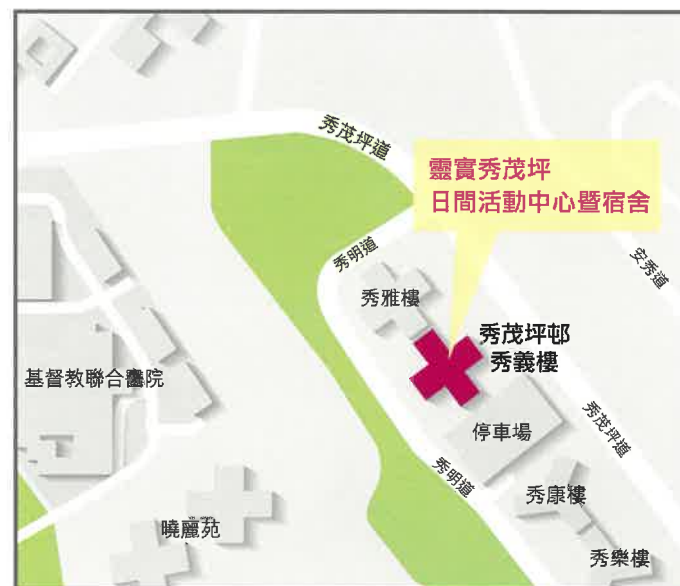 秀茂坪道
靈實秀茂坪
日間活動中心暨宿舍
秀明道
安秀道
秀雅樓
秀茂坪邨
秀義樓
基督教聯合醫院
停車場
秀茂坪道
秀明道
秀康樓
曉麗苑
秀樂樓